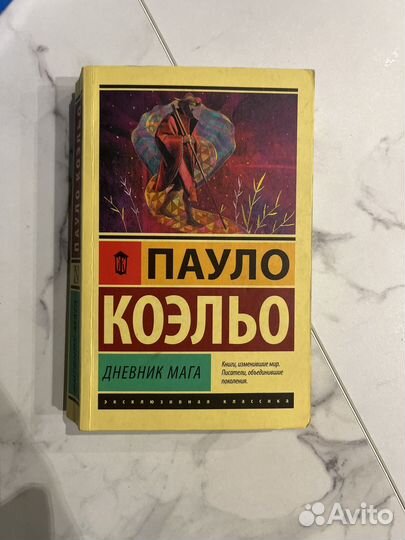 ПАУЛО КОЭЛЬО
ПАУЛО
КОЭЛЬО
ДНЕВНИК МАГА
Книги, изменившие мир.
Писатели, объединившие
поколения.
ЭКСКЛЮЗИВНАЯ КЛАССИКА
Avito